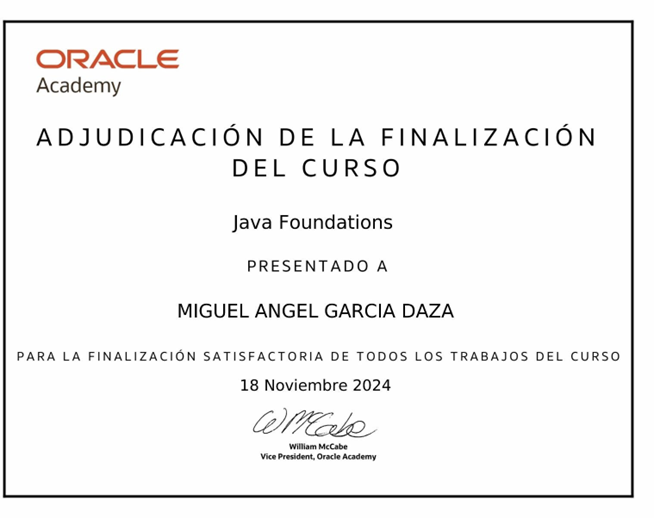 ORACLE
Academy
ADJUDICACIÓN DE LA FINALIZACIÓN
DEL CURSO
Java Foundations
PRESENTADO A
MIGUEL ANGEL GARCIA DAZA
PARA LA FINALIZACIÓN SATISFACTORIA DE TODOS LOS TRABAJOS DEL CURSO
18 Noviembre 2024
W McCabe
William McCabe
Vice President, Oracle Academy